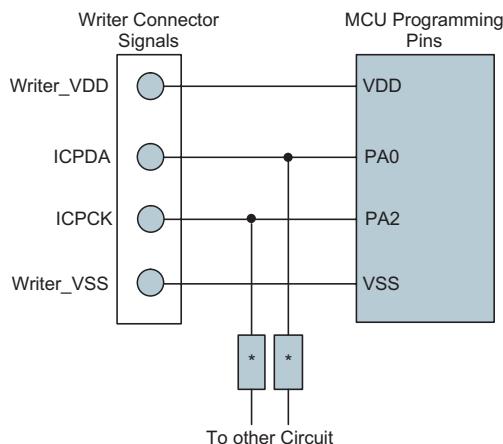 Writer Connector
Signals
MCU Programming
Pins
Writer_VDD
VDD
ICPDA
PA0
ICPCK
PA2
Writer_VSS
VSS
*
*
To other Circuit